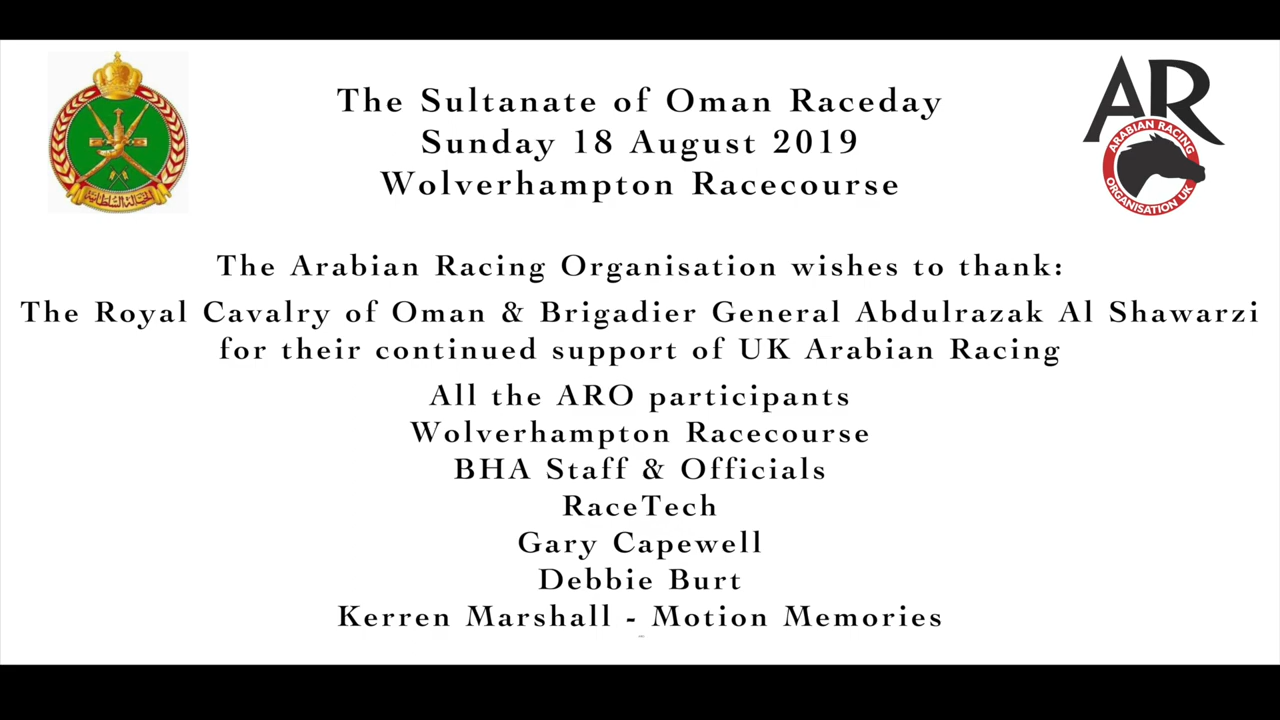 The Sultanate of Oman Raceday
Sunday 18 August 2019
Wolverhampton Racecourse
AR
ARABIAN RACING
ORGANISATION UK
الخيالة السلطانية
The Arabian Racing Organisation wishes to thank:
The Royal Cavalry of Oman & Brigadier General Abdulrazak Al Shawarzi
for their continued support of UK Arabian Racing
All the ARO participants
Wolverhampton Racecourse
BHA Staff & Officials
RaceTech
Gary Capewell
Debbie Burt
Kerren Marshall - Motion Memories